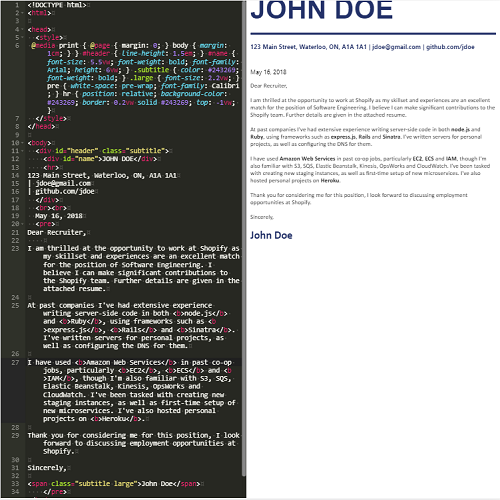 1 <!DOCTYPE html>
2 <html>
3
4 <head>
5 <style>
6 @media print { @page { margin: 0; } body { margin:
1cm; } } #header { line-height: 1.5em; } #name {
font-size: 5.5vw; font-weight: bold; font-family:
Arial; height: 6vw; } .subtitle { color: #243269;
font-weight: bold; } .large { font-size: 2.2vw; }
pre { white-space: pre-wrap; font-family: Calibri
; } hr { position: relative; background-color:
#243269; border: 0.2vw solid #243269; top: -1vw;
}
7 </style>
8 </head>
9
10 <body>
11 <div id="header" class="subtitle">
12 <div id="name">JOHN DOE</div>
13 <hr>
14 123 Main Street, Waterloo, ON, A1A 1A1
15 | jdoe@gmail.com
16 | github.com/jdoe
17 </div>
18 <br><br>
19 May 16, 2018
20 <pre>
21 Dear Recruiter,
22
23 I am thrilled at the opportunity to work at Shopify as
my skillset and experiences are an excellent match
for the position of Software Engineering. I
believe I can make significant contributions to
the Shopify team. Further details are given in the
attached resume.
24
25 At past companies I've had extensive experience
writing server-side code in both <b>node.js</b>
and <b>Ruby</b>, using frameworks such as <b
>express.js</b>, <b>Rails</b> and <b>Sinatra</b>.
I've written servers for personal projects, as
well as configuring the DNS for them.
26
27 I have used <b>Amazon Web Services</b> in past co-op
jobs, particularly <b>EC2</b>, <b>ECS</b> and <b
>IAM</b>, though I'm also familiar with S3, SQS,
Elastic Beanstalk, Kinesis, OpsWorks and
CloudWatch. I've been tasked with creating new
staging instances, as well as first-time setup of
new microservices. I've also hosted personal
projects on <b>Heroku</b>.
28
29 Thank you for considering me for this position, I look
forward to discussing employment opportunities at
Shopify.
30
31 Sincerely,
32
33 <span class="subtitle large">John Doe</span>
34 </pre>
JOHN DOE
123 Main Street, Waterloo, ON, A1A 1A1 | jdoe@gmail.com | github.com/jdoe
May 16, 2018
Dear Recruiter,
I am thrilled at the opportunity to work at Shopify as my skillset and experiences are an excellent
match for the position of Software Engineering. I believe I can make significant contributions to the
Shopify team. Further details are given in the attached resume.
At past companies I've had extensive experience writing server-side code in both node.js and
Ruby, using frameworks such as express.js, Rails and Sinatra. I've written servers for personal
projects, as well as configuring the DNS for them.
I have used Amazon Web Services in past co-op jobs, particularly EC2, ECS and IAM, though I'm
also familiar with S3, SQS, Elastic Beanstalk, Kinesis, OpsWorks and CloudWatch. I've been tasked
with creating new staging instances, as well as first-time setup of new microservices. I've also
hosted personal projects on Heroku.
Thank you for considering me for this position, I look forward to discussing employment
opportunities at Shopify.
Sincerely,
John Doe